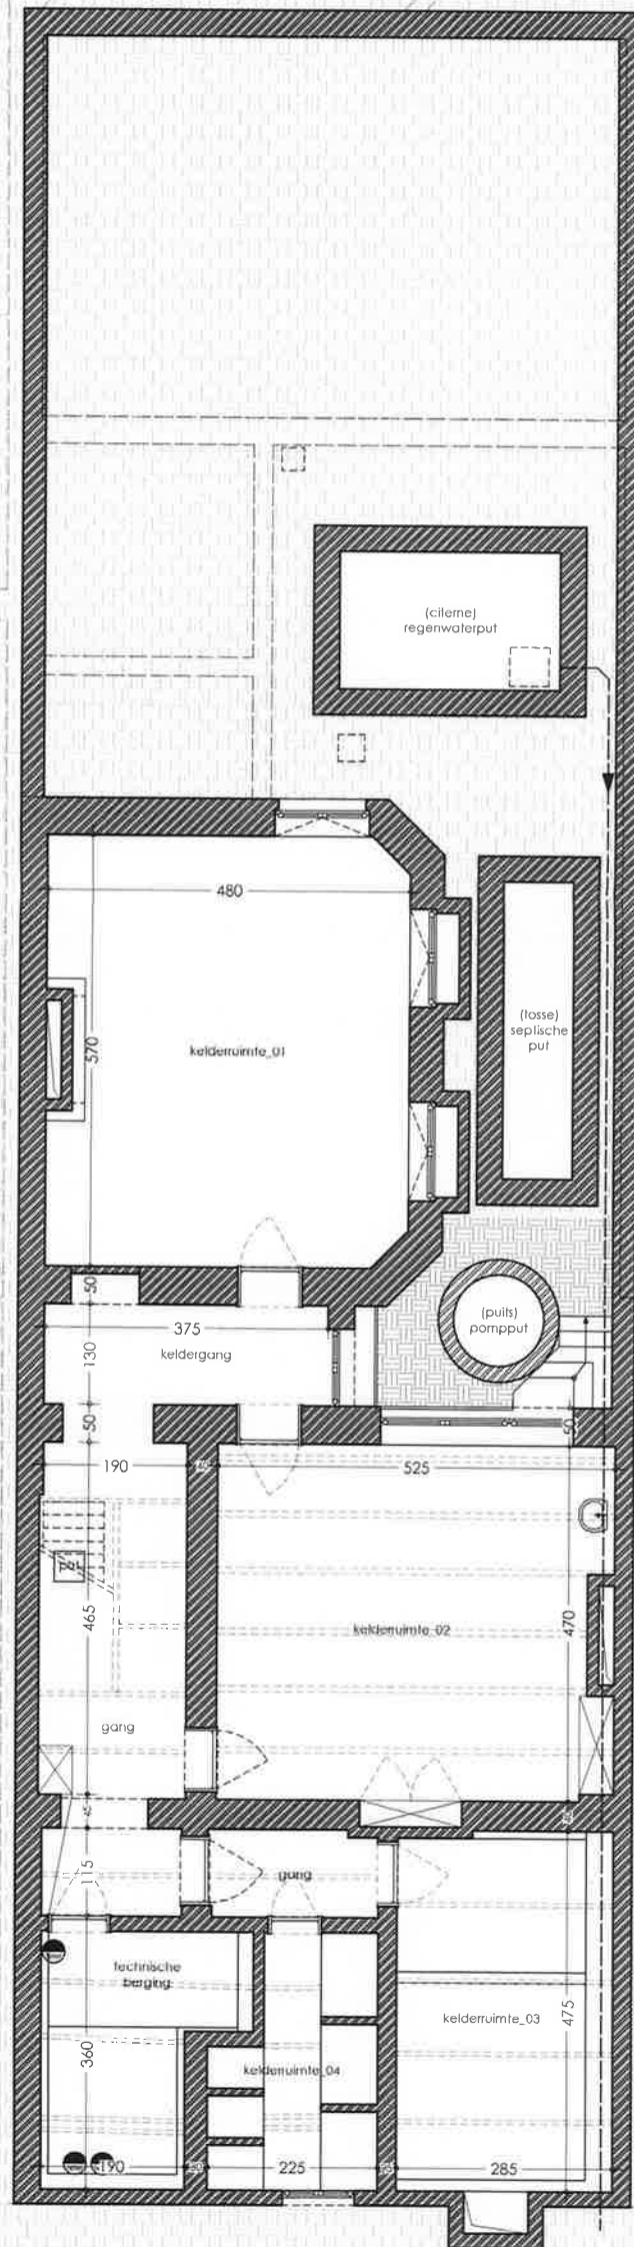 (citerne)
regenwaterput
480
570
kelderruimte_01
(fosse)
septische
put
50
375
keldergang
130
(puits)
pompput
50
50
190
525
465
470
kelderruimte_02
gang
45
115
gang
technische
berging
360
kelderruimte_03
475
kelderruimte_04
190
225
285